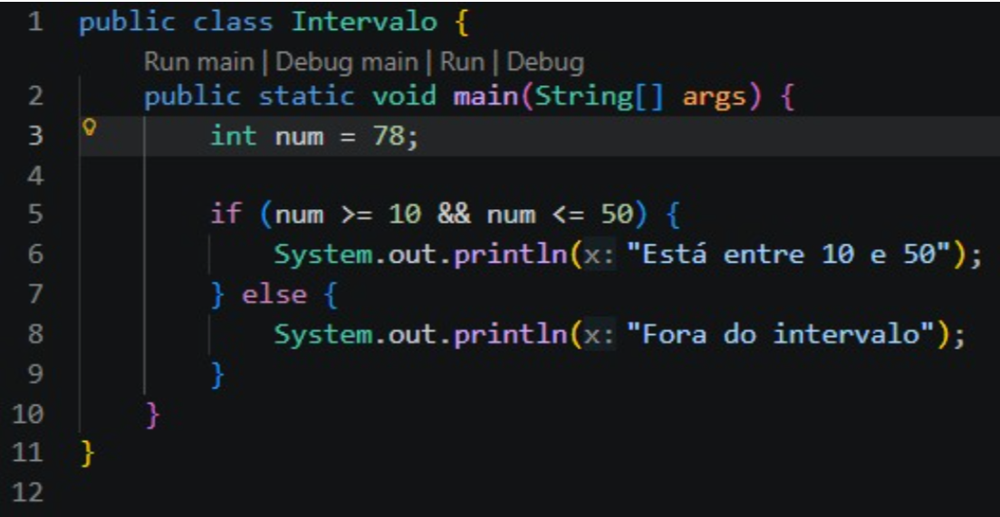 1 public class Intervalo {
Run main | Debug main | Run | Debug
2 public static void main(String[] args) {
3 int num = 78;
4
5 if (num >= 10 && num <= 50) {
6 System.out.println(x: "Está entre 10 e 50");
7 } else {
8 System.out.println(x: "Fora do intervalo");
9 }
10 }
11 }
12